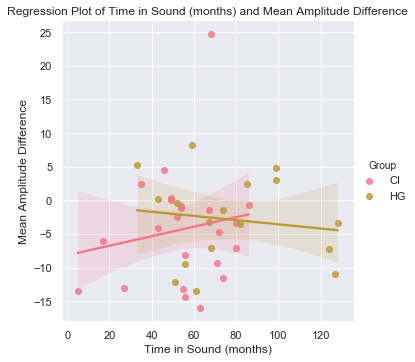 Regression Plot of Time in Sound (months) and Mean Amplitude Difference
25
20
15
10
5
0
−5
−10
−15
Mean Amplitude Difference
0 20 40 60 80 100 120
Time in Sound (months)
Group
CI
HG